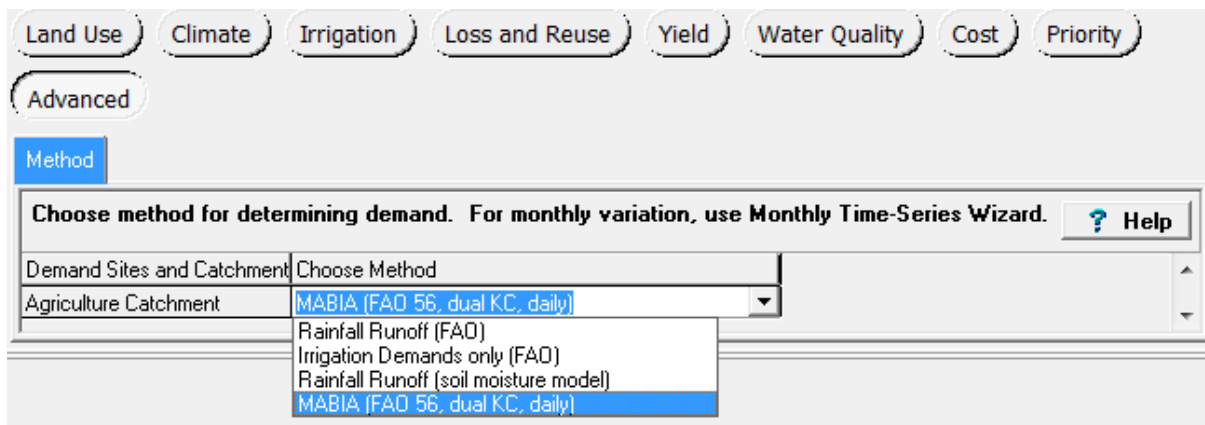 Land Use Climate Irrigation Loss and Reuse Yield Water Quality Cost Priority
Advanced
Method
Choose method for determining demand. For monthly variation, use Monthly Time-Series Wizard. ? Help
Demand Sites and Catchment Choose Method
Agriculture Catchment MABIA (FAO 56, dual KC, daily)
Rainfall Runoff (FAO)
Irrigation Demands only (FAO)
Rainfall Runoff (soil moisture model)
MABIA (FAO 56, dual KC, daily)